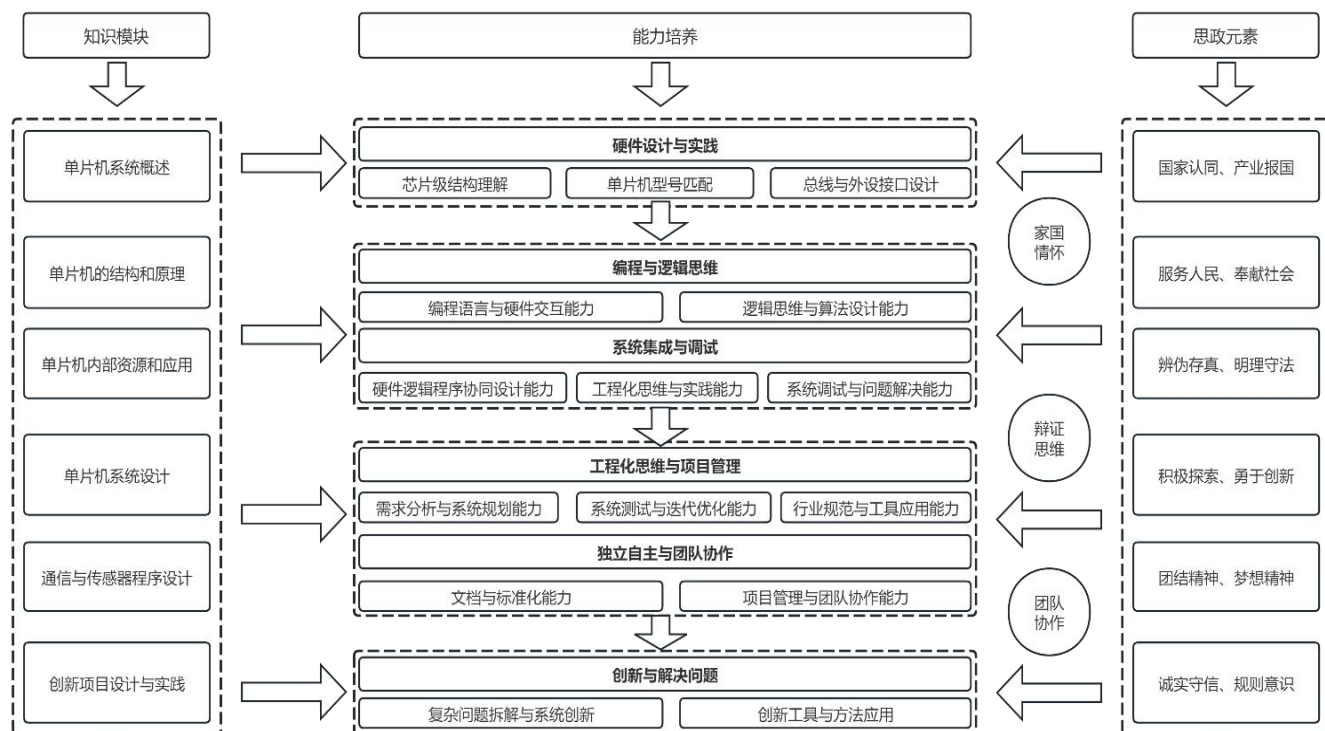 知识模块
能力培养
思政元素
单片机系统概述
单片机的结构和原理
单片机内部资源和应用
单片机系统设计
通信与传感器程序设计
创新项目设计与实践
硬件设计与实践
芯片级结构理解
单片机型号匹配
总线与外设接口设计
编程与逻辑思维
编程语言与硬件交互能力
逻辑思维与算法设计能力
系统集成与调试
硬件逻辑程序协同设计能力
工程化思维与实践能力
系统调试与问题解决能力
工程化思维与项目管理
需求分析与系统规划能力
系统测试与迭代优化能力
行业规范与工具应用能力
独立自主与团队协作
文档与标准化能力
项目管理与团队协作能力
创新与解决问题
复杂问题拆解与系统创新
创新工具与方法应用
家国
情怀
辩证
思维
团队
协作
国家认同、产业报国
服务人民、奉献社会
辨伪存真、明理守法
积极探索、勇于创新
团结精神、梦想精神
诚实守信、规则意识